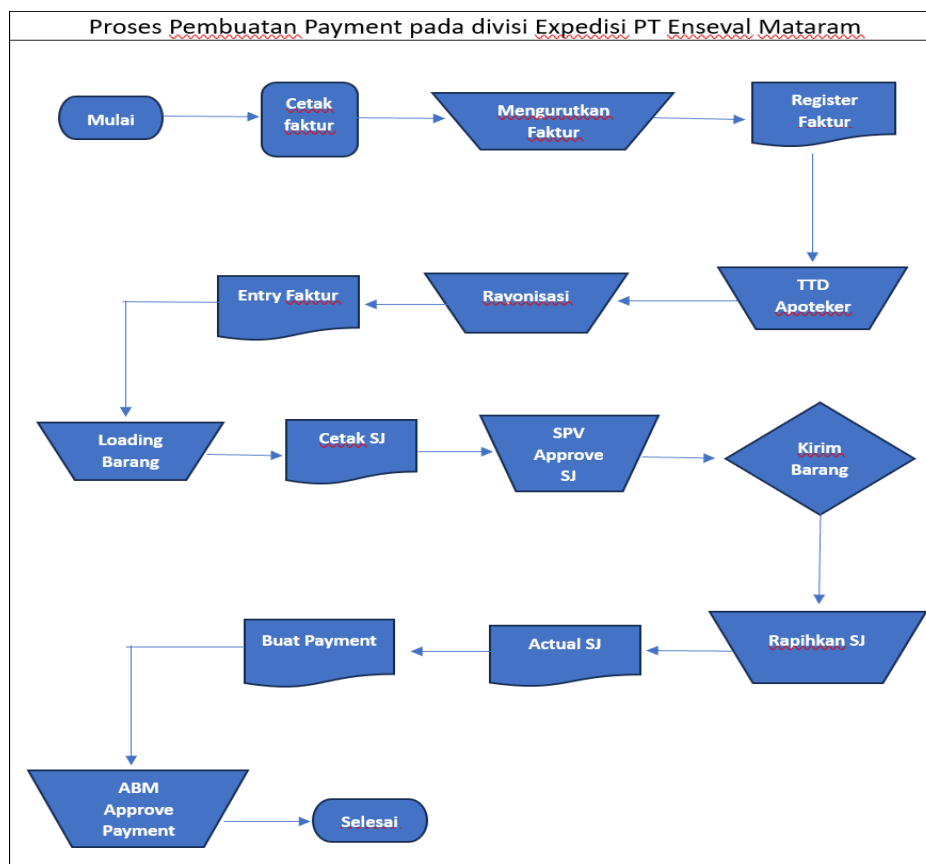 Proses Pembuatan Payment pada divisi Expedisi PT Enseval Mataram
Mulai
Cetak
faktur
Mengurutkan
Faktur
Register
Faktur
TTD
Apoteker
Rayonisasi
Entry Faktur
Loading
Barang
Cetak SJ
SPV
Approve
SJ
Kirim
Barang
Rapihkan SJ
Actual SJ
Buat Payment
ABM
Approve
Payment
Selesai